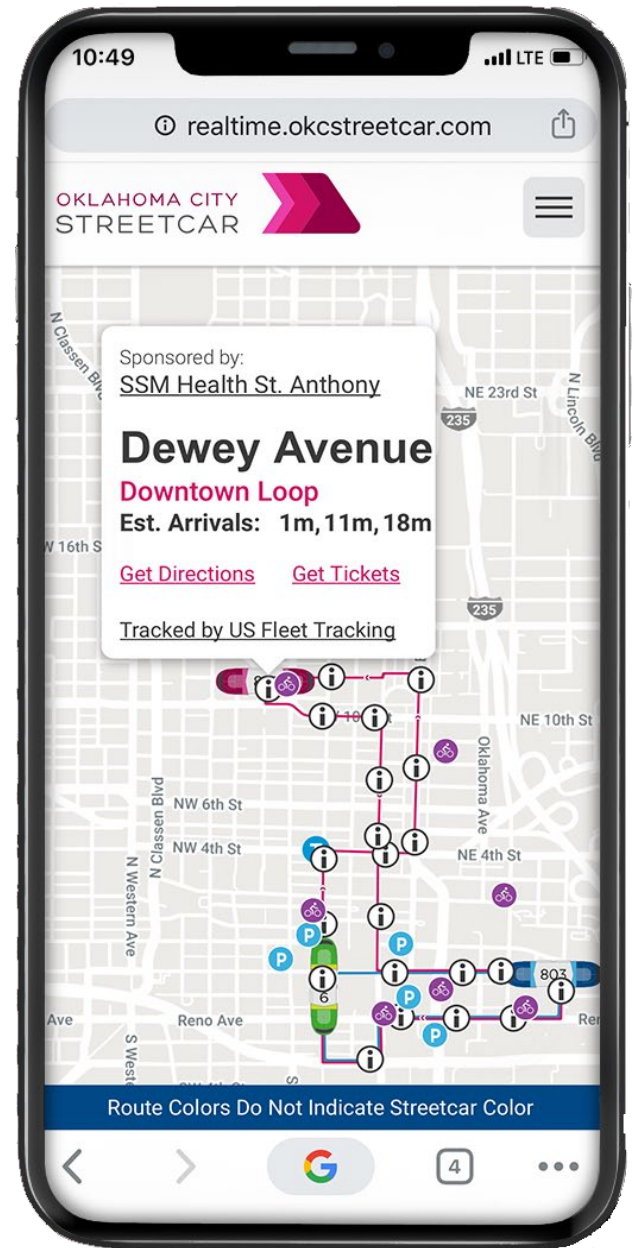 10:49
LTE
realtime.okcstreetcar.com
OKLAHOMA CITY
STREETCAR
Sponsored by:
SSM Health St. Anthony
Dewey Avenue
Downtown Loop
Est. Arrivals: 1m, 11m, 18m
Get Directions Get Tickets
Tracked by US Fleet Tracking
N Classen Blvd
NE 23rd St
N Lincoln Blvd
235
W 16th S
235
NE 10th St
Oklahoma Ave
N Classen Blvd
NW 6th St
NW 4th St
NE 4th St
N Western Ave
P
P
P
803
6
P
P
Ave
Reno Ave
Rer
S Weste
Route Colors Do Not Indicate Streetcar Color
4